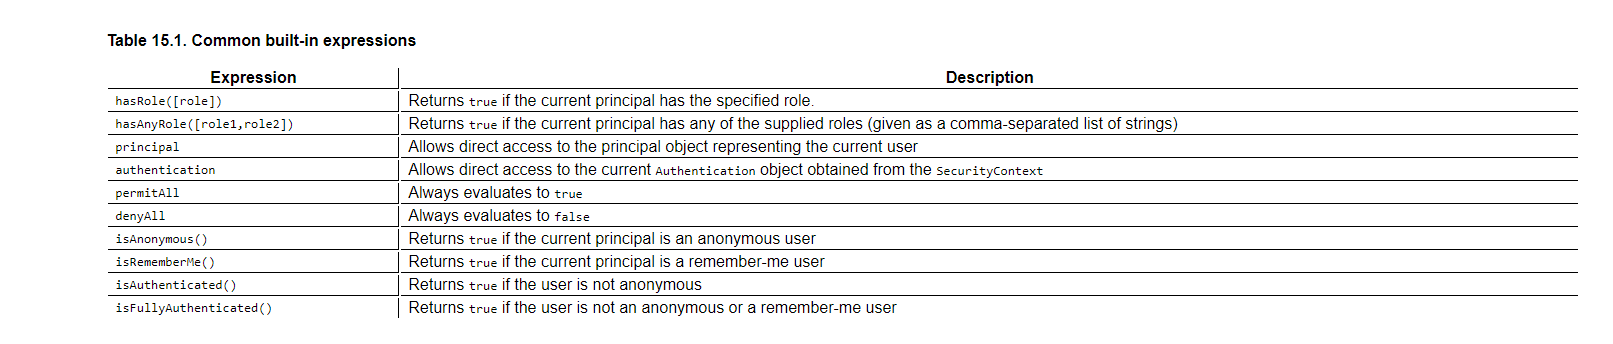 Table 15.1. Common built-in expressions
Expression Description
hasRole([role]) Returns true if the current principal has the specified role.
hasAnyRole([role1,role2]) Returns true if the current principal has any of the supplied roles (given as a comma-separated list of strings)
principal Allows direct access to the principal object representing the current user
authentication Allows direct access to the current Authentication object obtained from the SecurityContext
permitAll Always evaluates to true
denyAll Always evaluates to false
isAnonymous() Returns true if the current principal is an anonymous user
isRememberMe() Returns true if the current principal is a remember-me user
isAuthenticated() Returns true if the user is not anonymous
isFullyAuthenticated() Returns true if the user is not an anonymous or a remember-me user